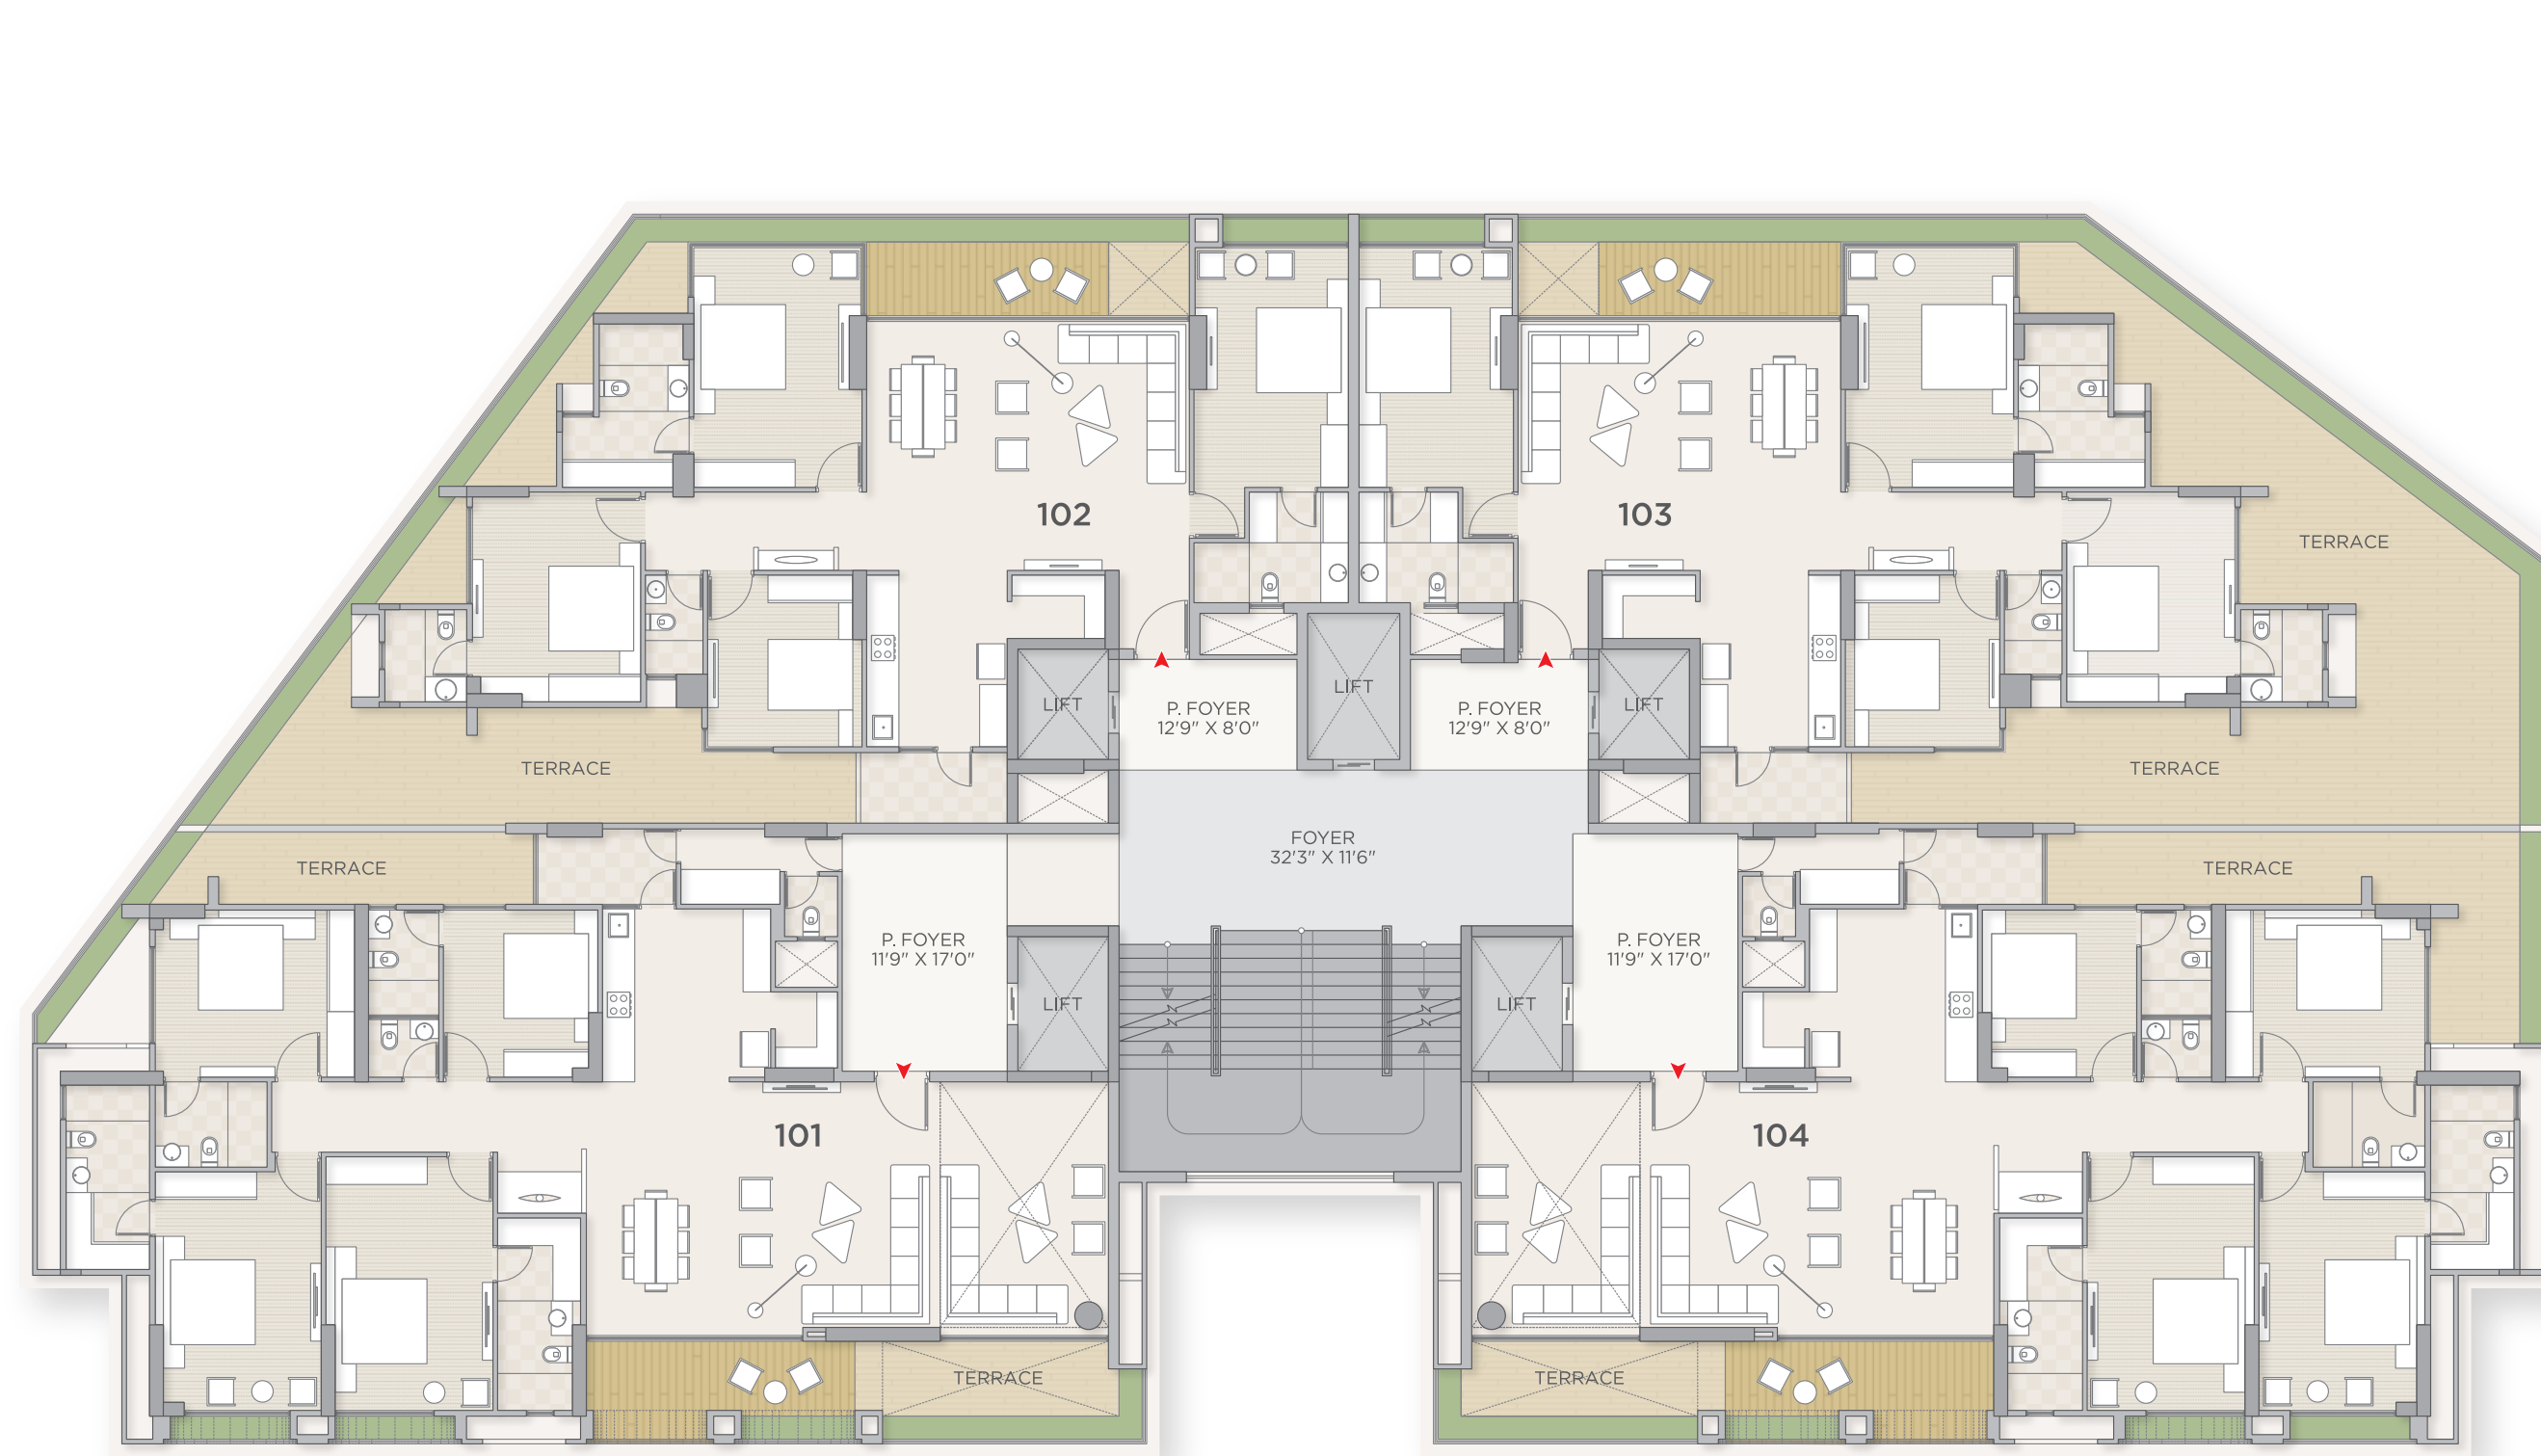 102
103
TERRACE
LIFT
LIFT
LIFT
P. FOYER
12'9" X 8'0"
P. FOYER
12'9" X 8'0"
TERRACE
TERRACE
FOYER
32'3" X 11'6"
TERRACE
TERRACE
P. FOYER
11'9" X 17'0"
P. FOYER
11'9" X 17'0"
LIFT
LIFT
101
104
TERRACE
TERRACE